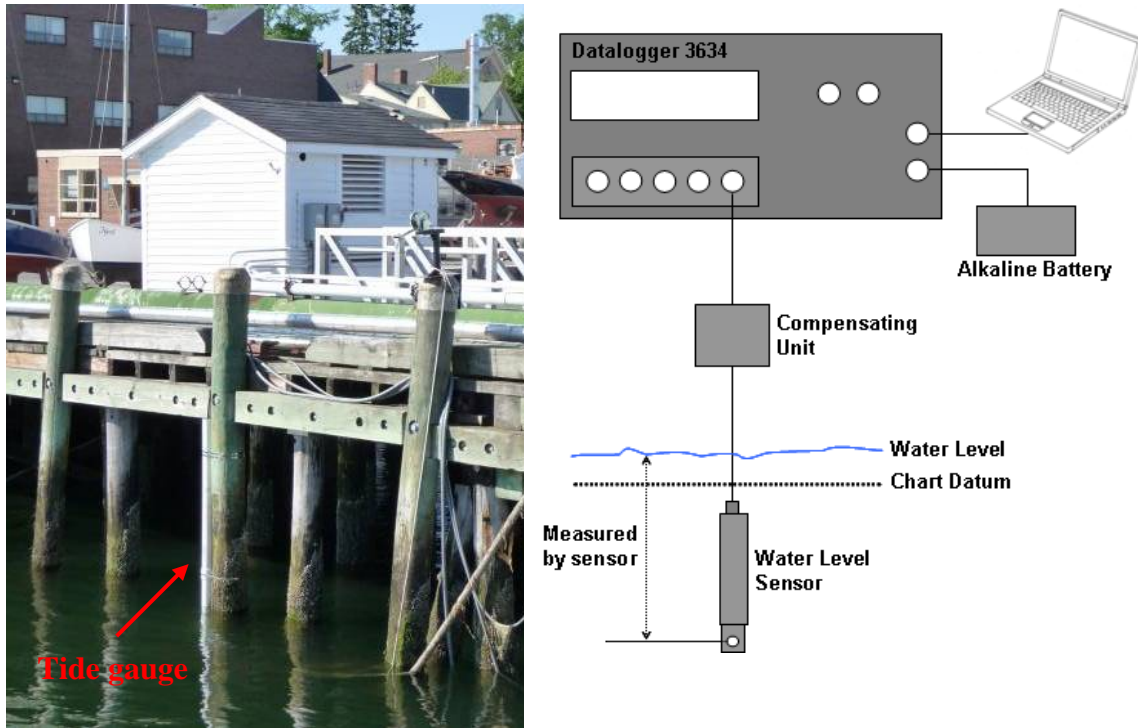 Datalogger 3634
Alkaline Battery
Compensating
Unit
Water Level
Chart Datum
Measured
by sensor
Water Level
Sensor
Tide gauge